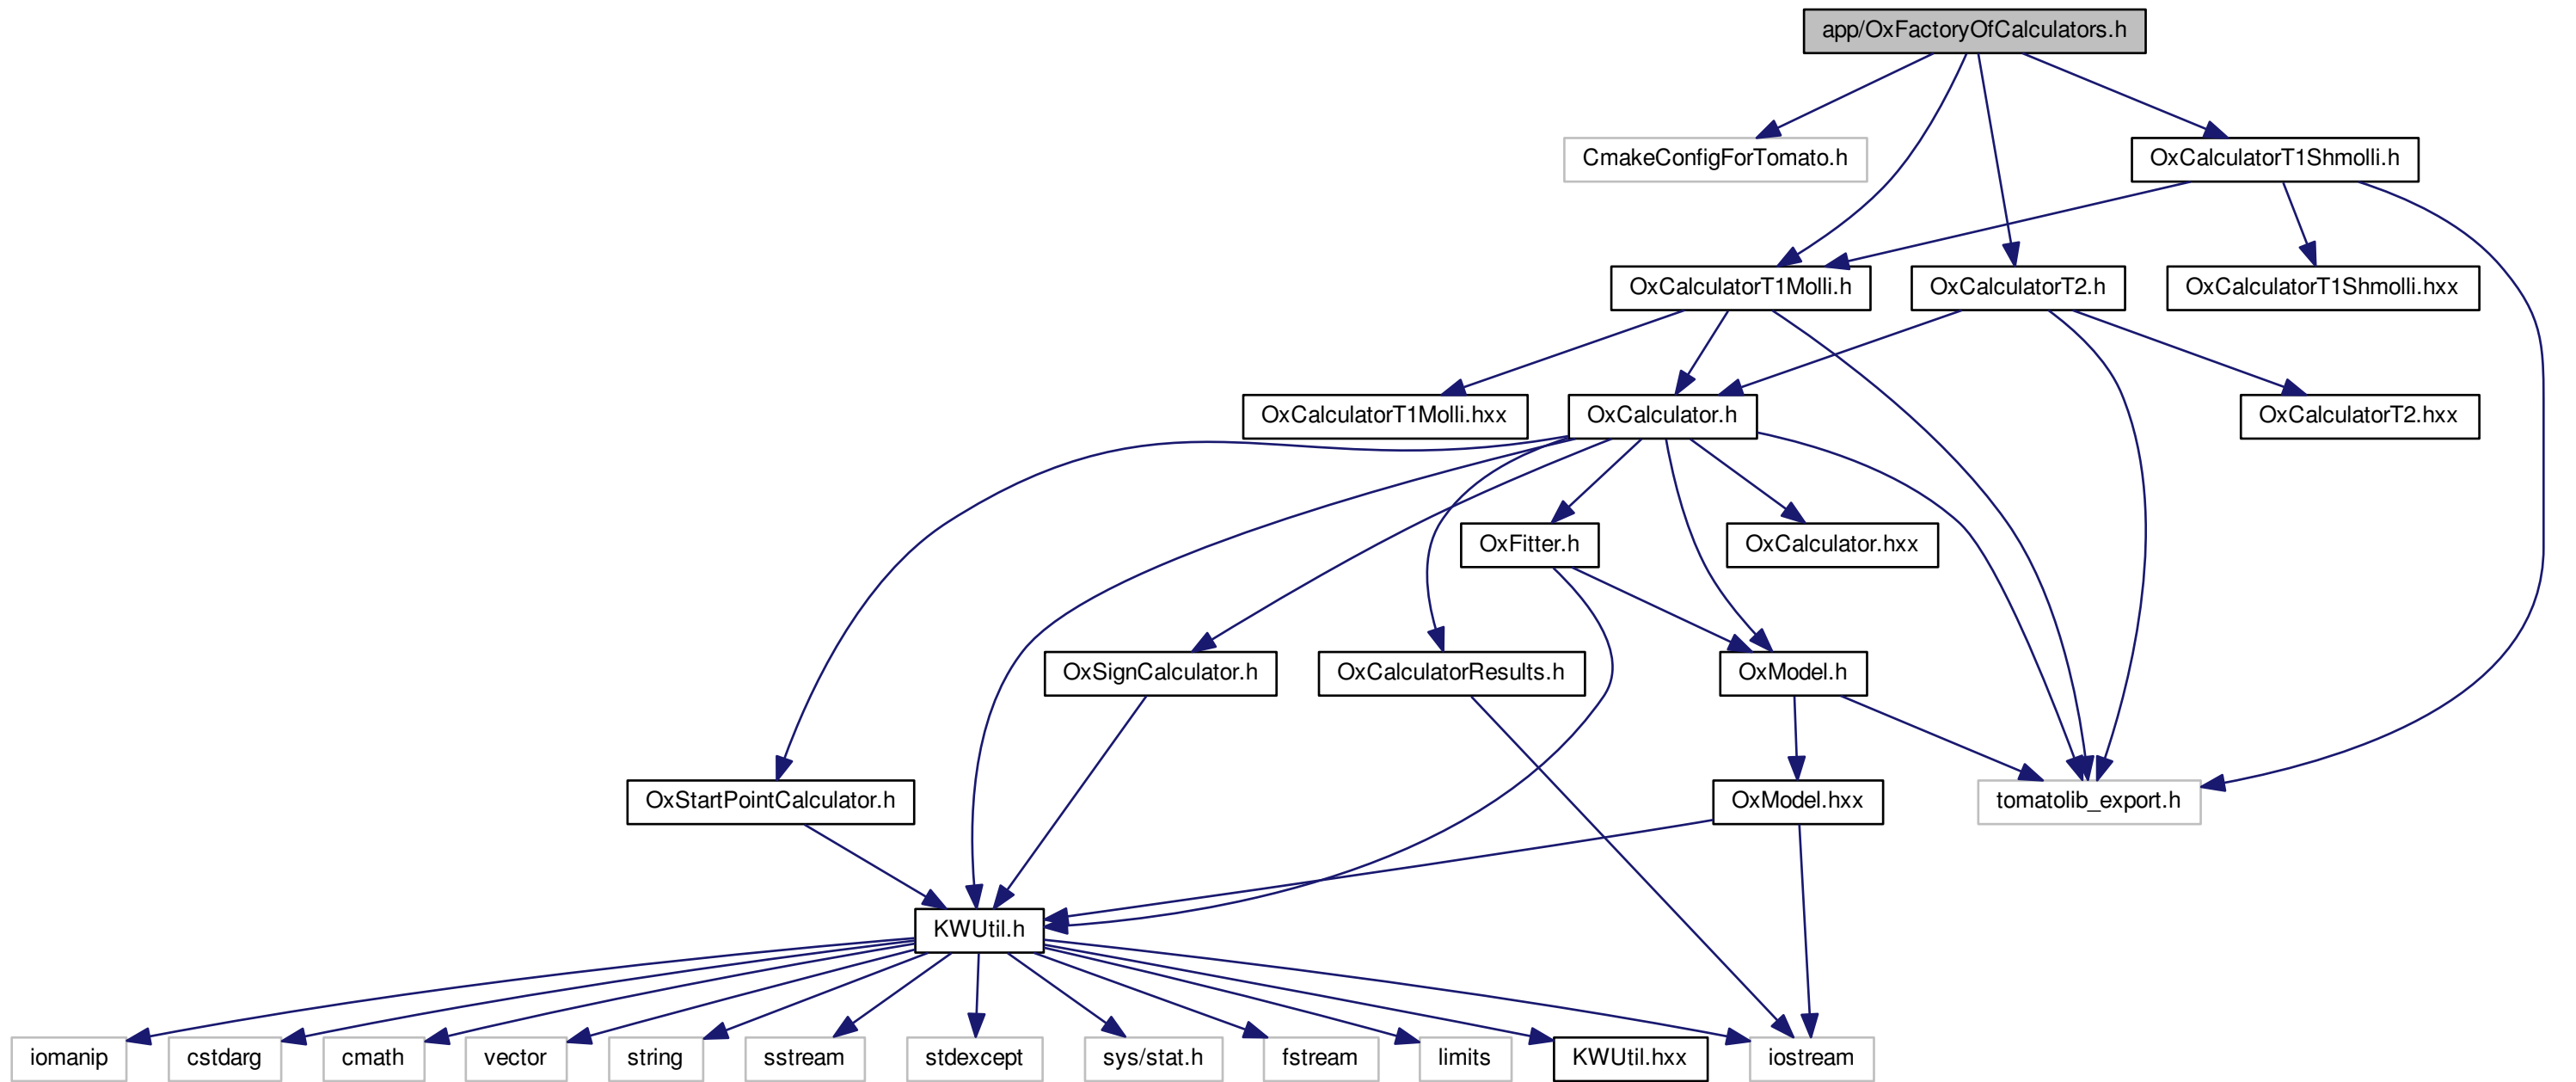 app/OxFactoryOfCalculators.h
CmakeConfigForTomato.h
OxCalculatorT1Shmolli.h
OxCalculatorT1Molli.h
OxCalculatorT2.h
OxCalculatorT1Shmolli.hxx
OxCalculatorT1Molli.hxx
OxCalculator.h
OxCalculatorT2.hxx
OxFitter.h
OxCalculator.hxx
OxSignCalculator.h
OxCalculatorResults.h
OxModel.h
OxStartPointCalculator.h
OxModel.hxx
tomatolib_export.h
KWUtil.h
iomanip
cstdarg
cmath
vector
string
sstream
stdexcept
sys/stat.h
fstream
limits
KWUtil.hxx
iostream